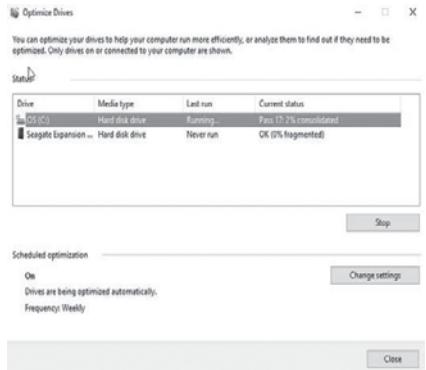 Optimize Drives
You can optimize your drives to help your computer run more efficiently, or analyze them to find out if they need to be
optimized. Only drives on or connected to your computer are shown.
Status
Drive Media type Last run Current status
OS (C:) Hard disk drive Running... Pass 17: 2% consolidated
Seagate Expansion ... Hard disk drive Never run OK (0% fragmented)
Stop
Scheduled optimization
On Change settings
Drives are being optimized automatically.
Frequency: Weekly
Close